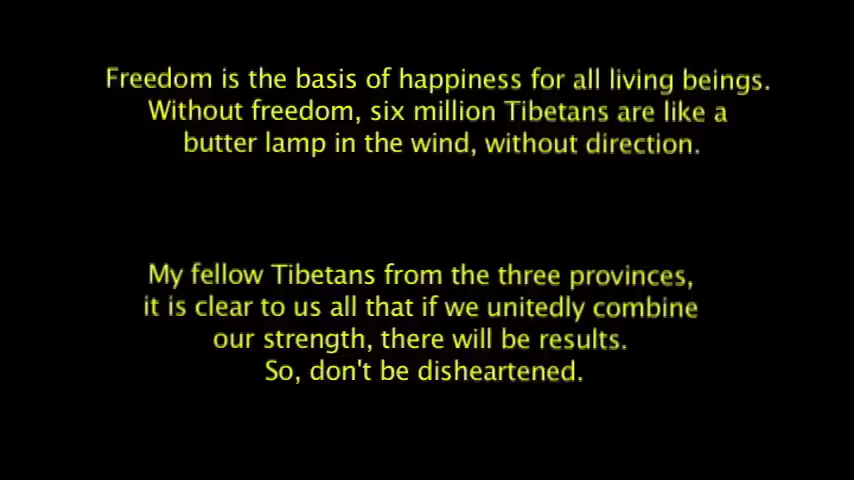 Freedom is the basis of happiness for all living beings.
Without freedom, six million Tibetans are like a
butter lamp in the wind, without direction.
My fellow Tibetans from the three provinces,
it is clear to us all that if we unitedly combine
our strength, there will be results.
So, don't be disheartened.